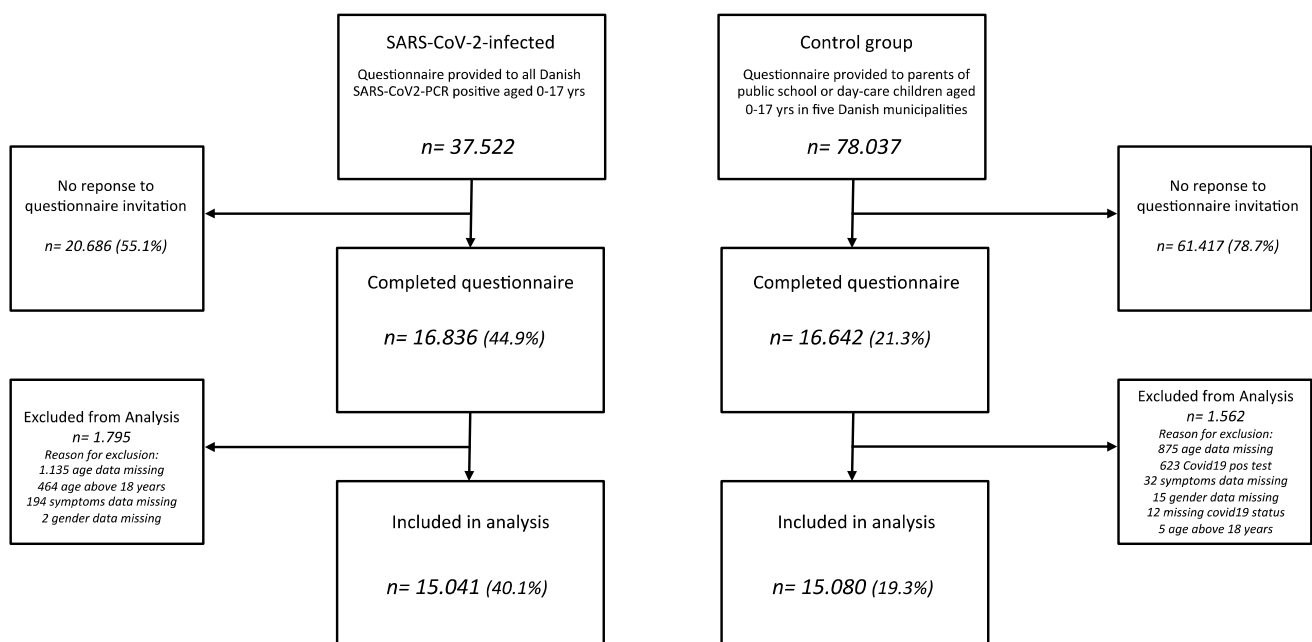 SARS-CoV-2-infected
Questionnaire provided to all Danish
SARS-CoV2-PCR positive aged 0-17 yrs
n= 37.522
Control group
Questionnaire provided to parents of
public school or day-care children aged
0-17 yrs in five Danish municipalities
n= 78.037
No reponse to
questionnaire invitation
n= 20.686 (55.1%)
No reponse to
questionnaire invitation
n= 61.417 (78.7%)
Completed questionnaire
n= 16.836 (44.9%)
Completed questionnaire
n= 16.642 (21.3%)
Excluded from Analysis
n= 1.795
Reason for exclusion:
1.135 age data missing
464 age above 18 years
194 symptoms data missing
2 gender data missing
Excluded from Analysis
n= 1.562
Reason for exclusion:
875 age data missing
623 Covid19 pos test
32 symptoms data missing
15 gender data missing
12 missing covid19 status
5 age above 18 years
Included in analysis
n= 15.041 (40.1%)
Included in analysis
n= 15.080 (19.3%)